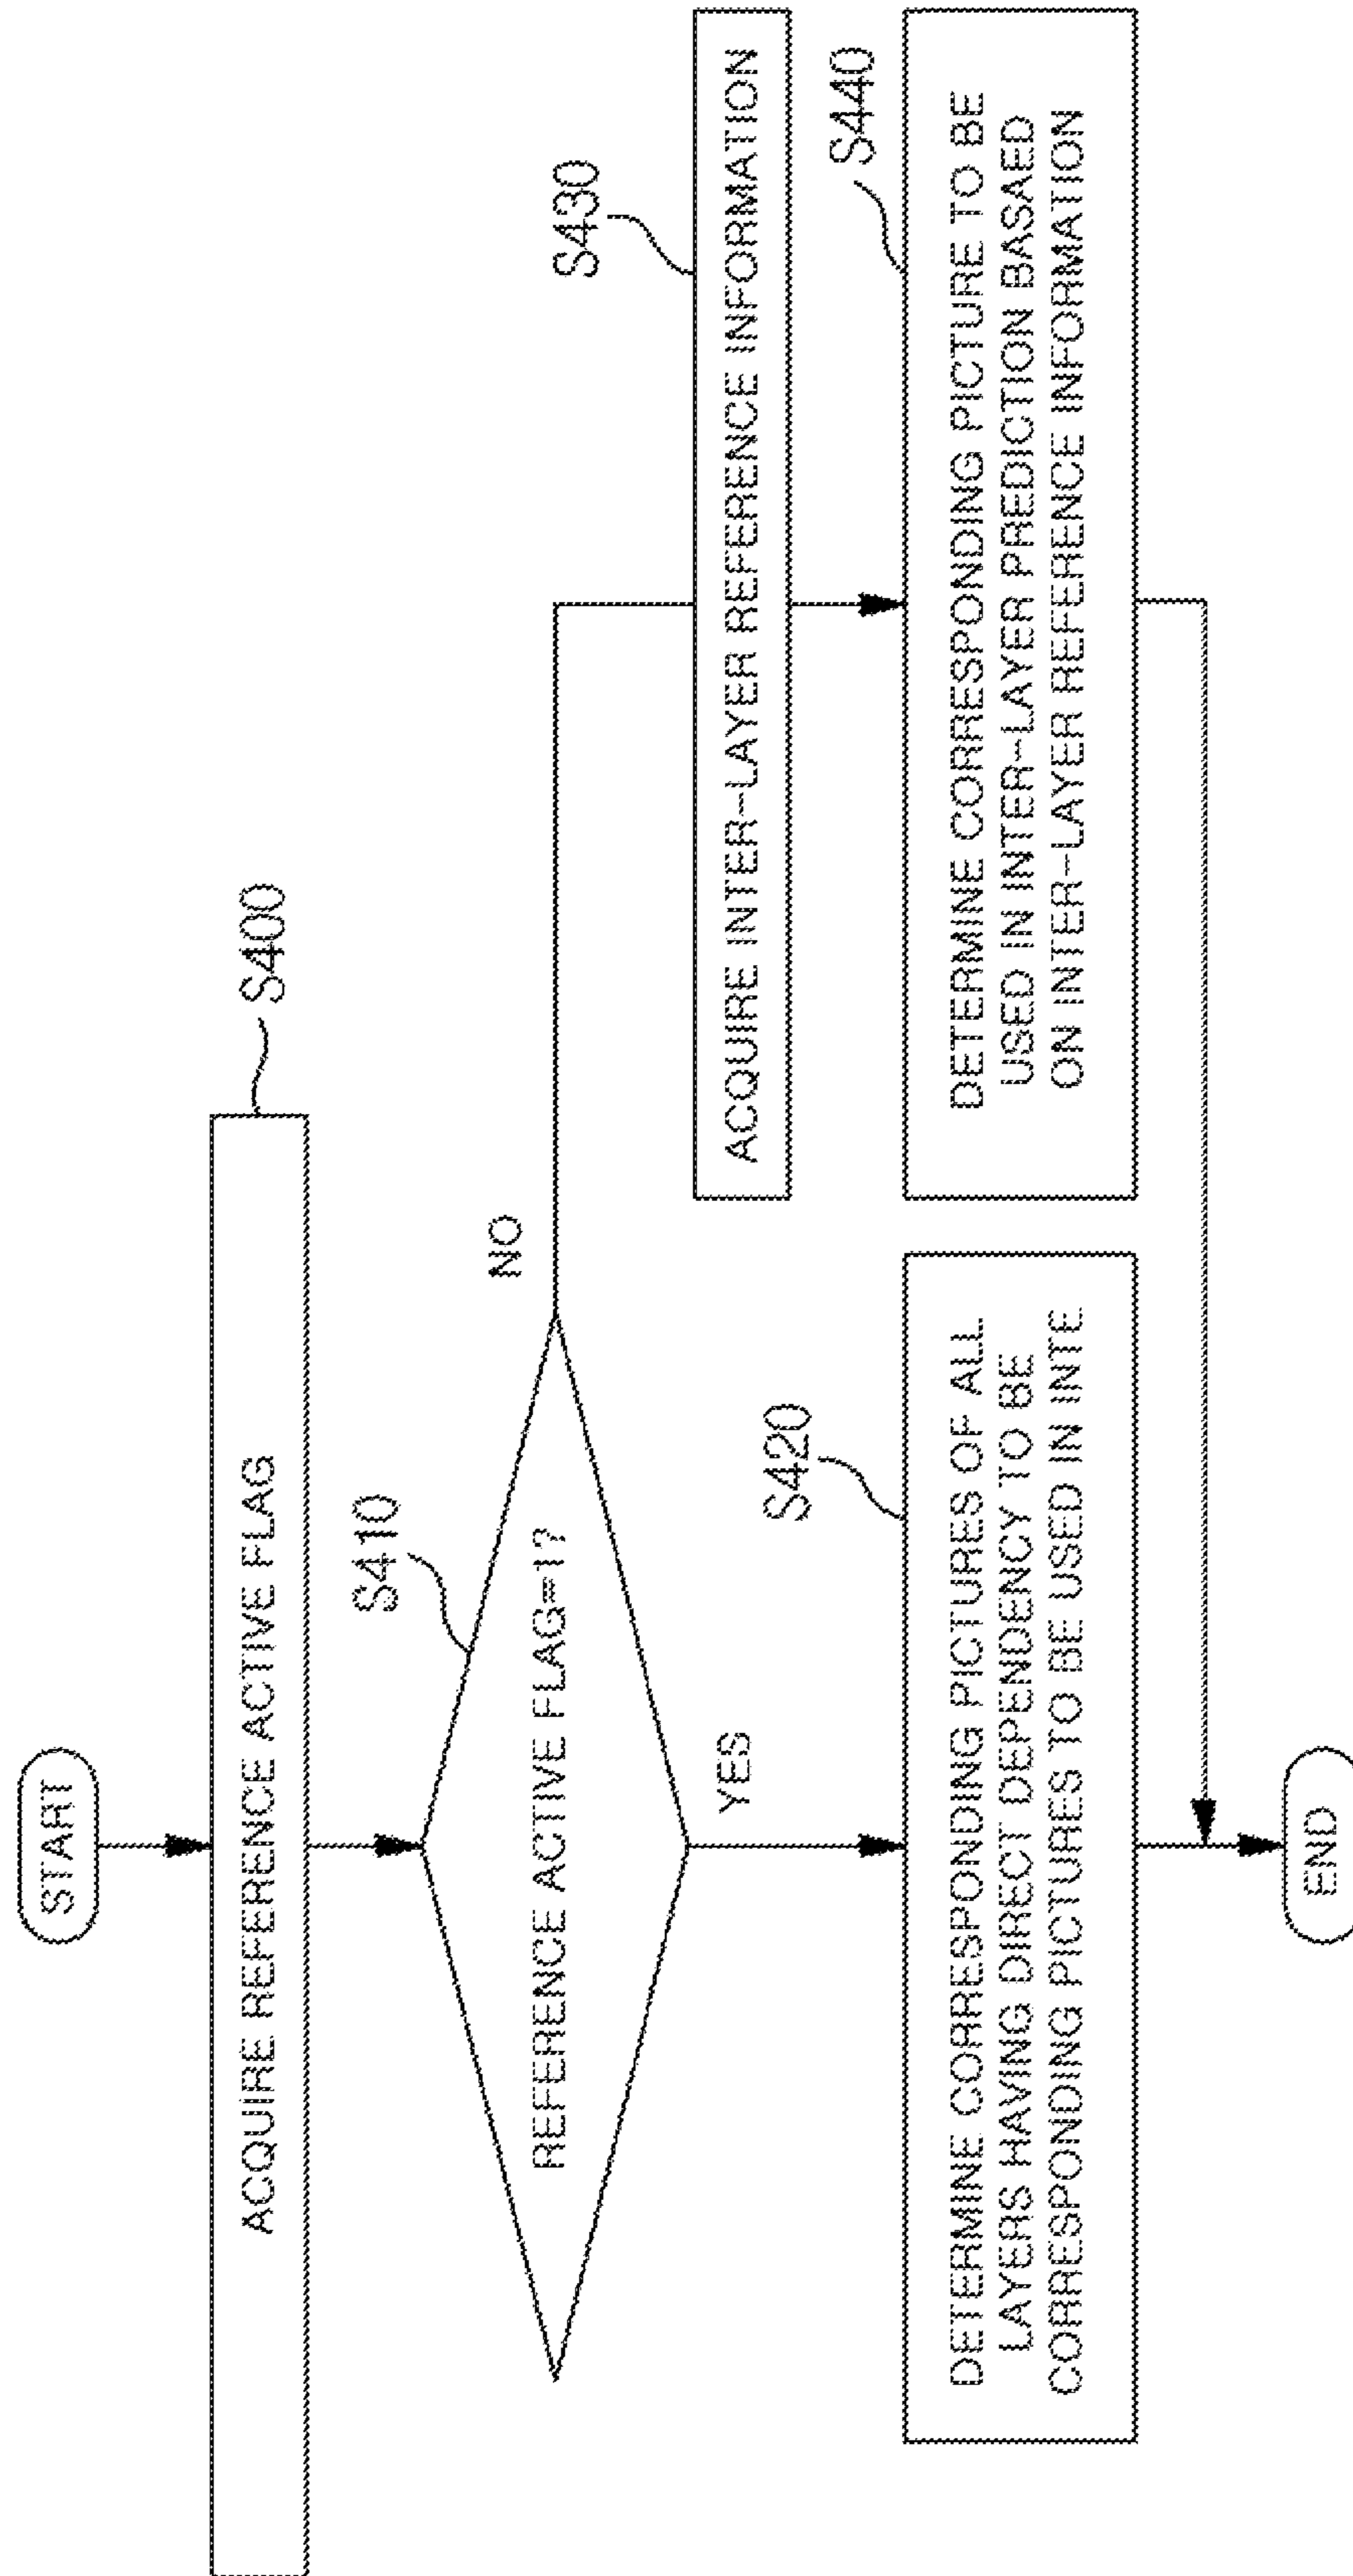 START
ACQUIRE REFERENCE ACTIVE FLAG
S400
S410
REFERENCE ACTIVE FLAG=1?
NO
YES
S420
DETERMINE CORRESPONDING PICTURES OF ALL
LAYERS HAVING DIRECT DEPENDENCY TO BE
CORRESPONDING PICTURES TO BE USED IN INTE
S430
ACQUIRE INTER-LAYER REFERENCE INFORMATION
S440
DETERMINE CORRESPONDING PICTURE TO BE
USED IN INTER-LAYER PREDICTION BASAED
ON INTER-LAYER REFERENCE INFORMATION
END